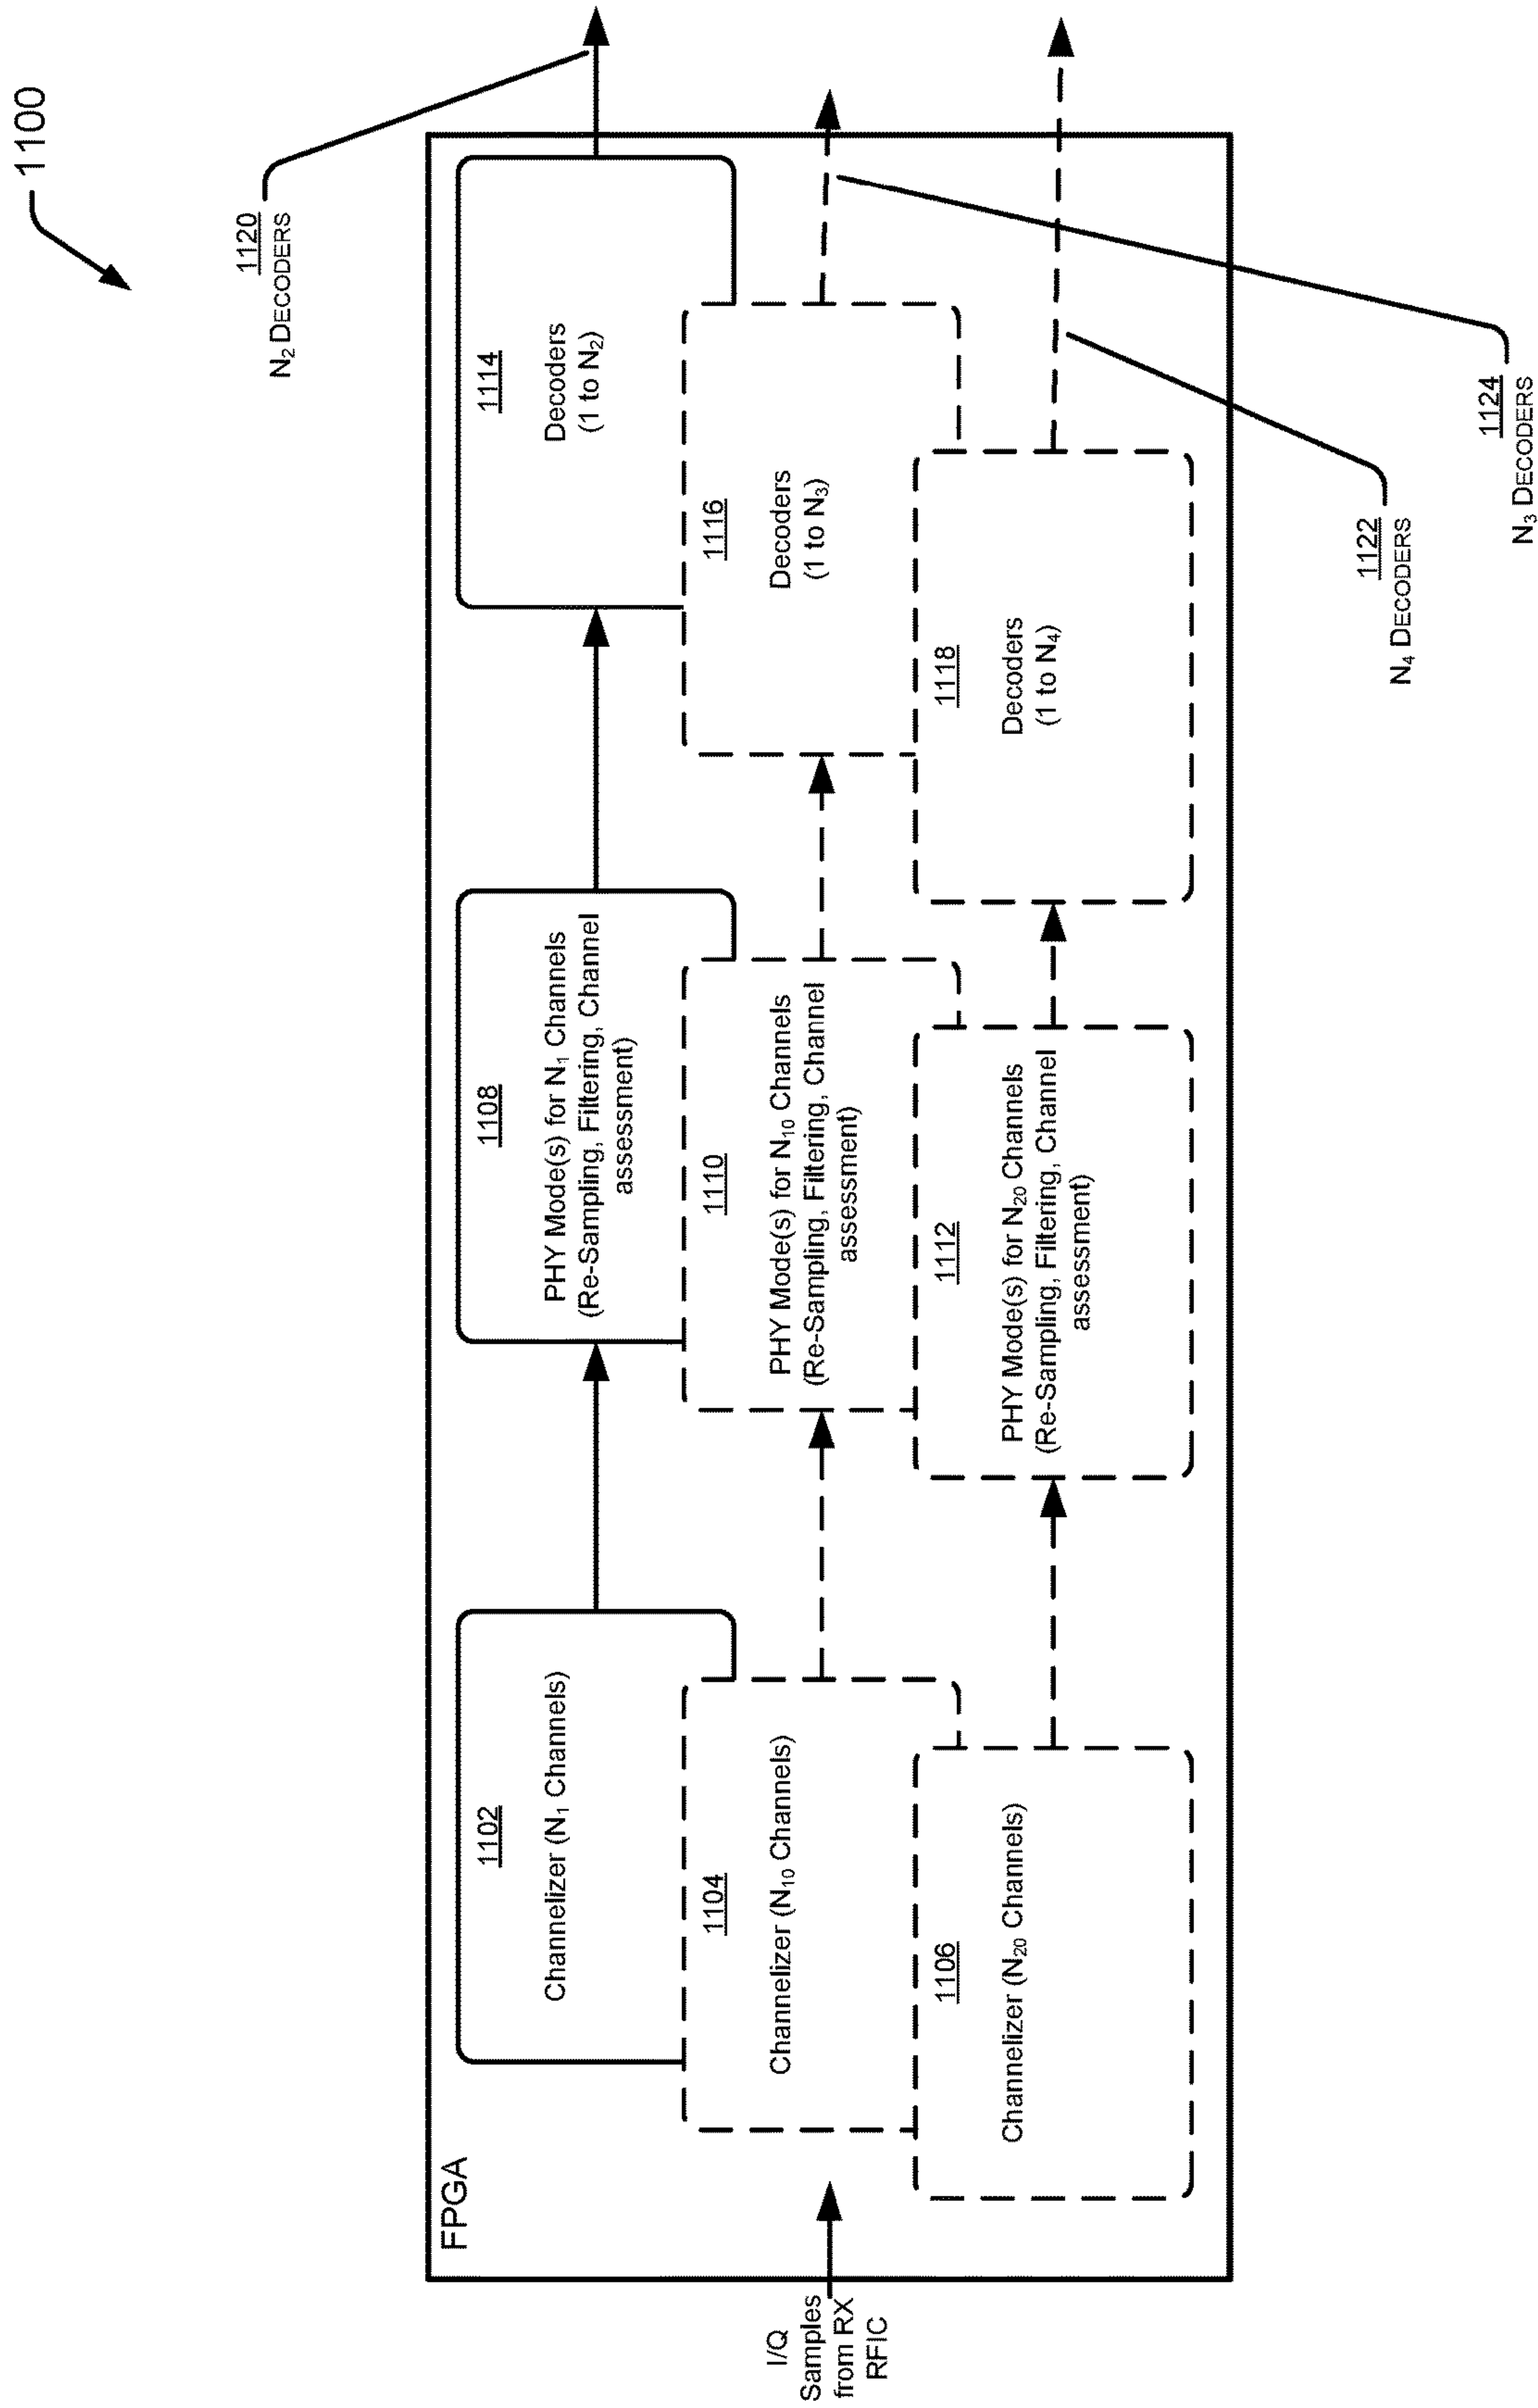 1100
FPGA
I/Q
Samples
from RX
RFIC
1102
Channelizer (N₁ Channels)
1104
Channelizer (N₁₀ Channels)
1106
Channelizer (N₂₀ Channels)
1108
PHY Mode(s) for N₁ Channels
(Re-Sampling, Filtering, Channel
assessment)
1110
PHY Mode(s) for N₁₀ Channels
(Re-Sampling, Filtering, Channel
assessment)
1112
PHY Mode(s) for N₂₀ Channels
(Re-Sampling, Filtering, Channel
assessment)
1114
Decoders
(1 to N₂)
1116
Decoders
(1 to N₃)
1118
Decoders
(1 to N₄)
1120
N₂ DECODERS
1122
N₄ DECODERS
1124
N₃ DECODERS